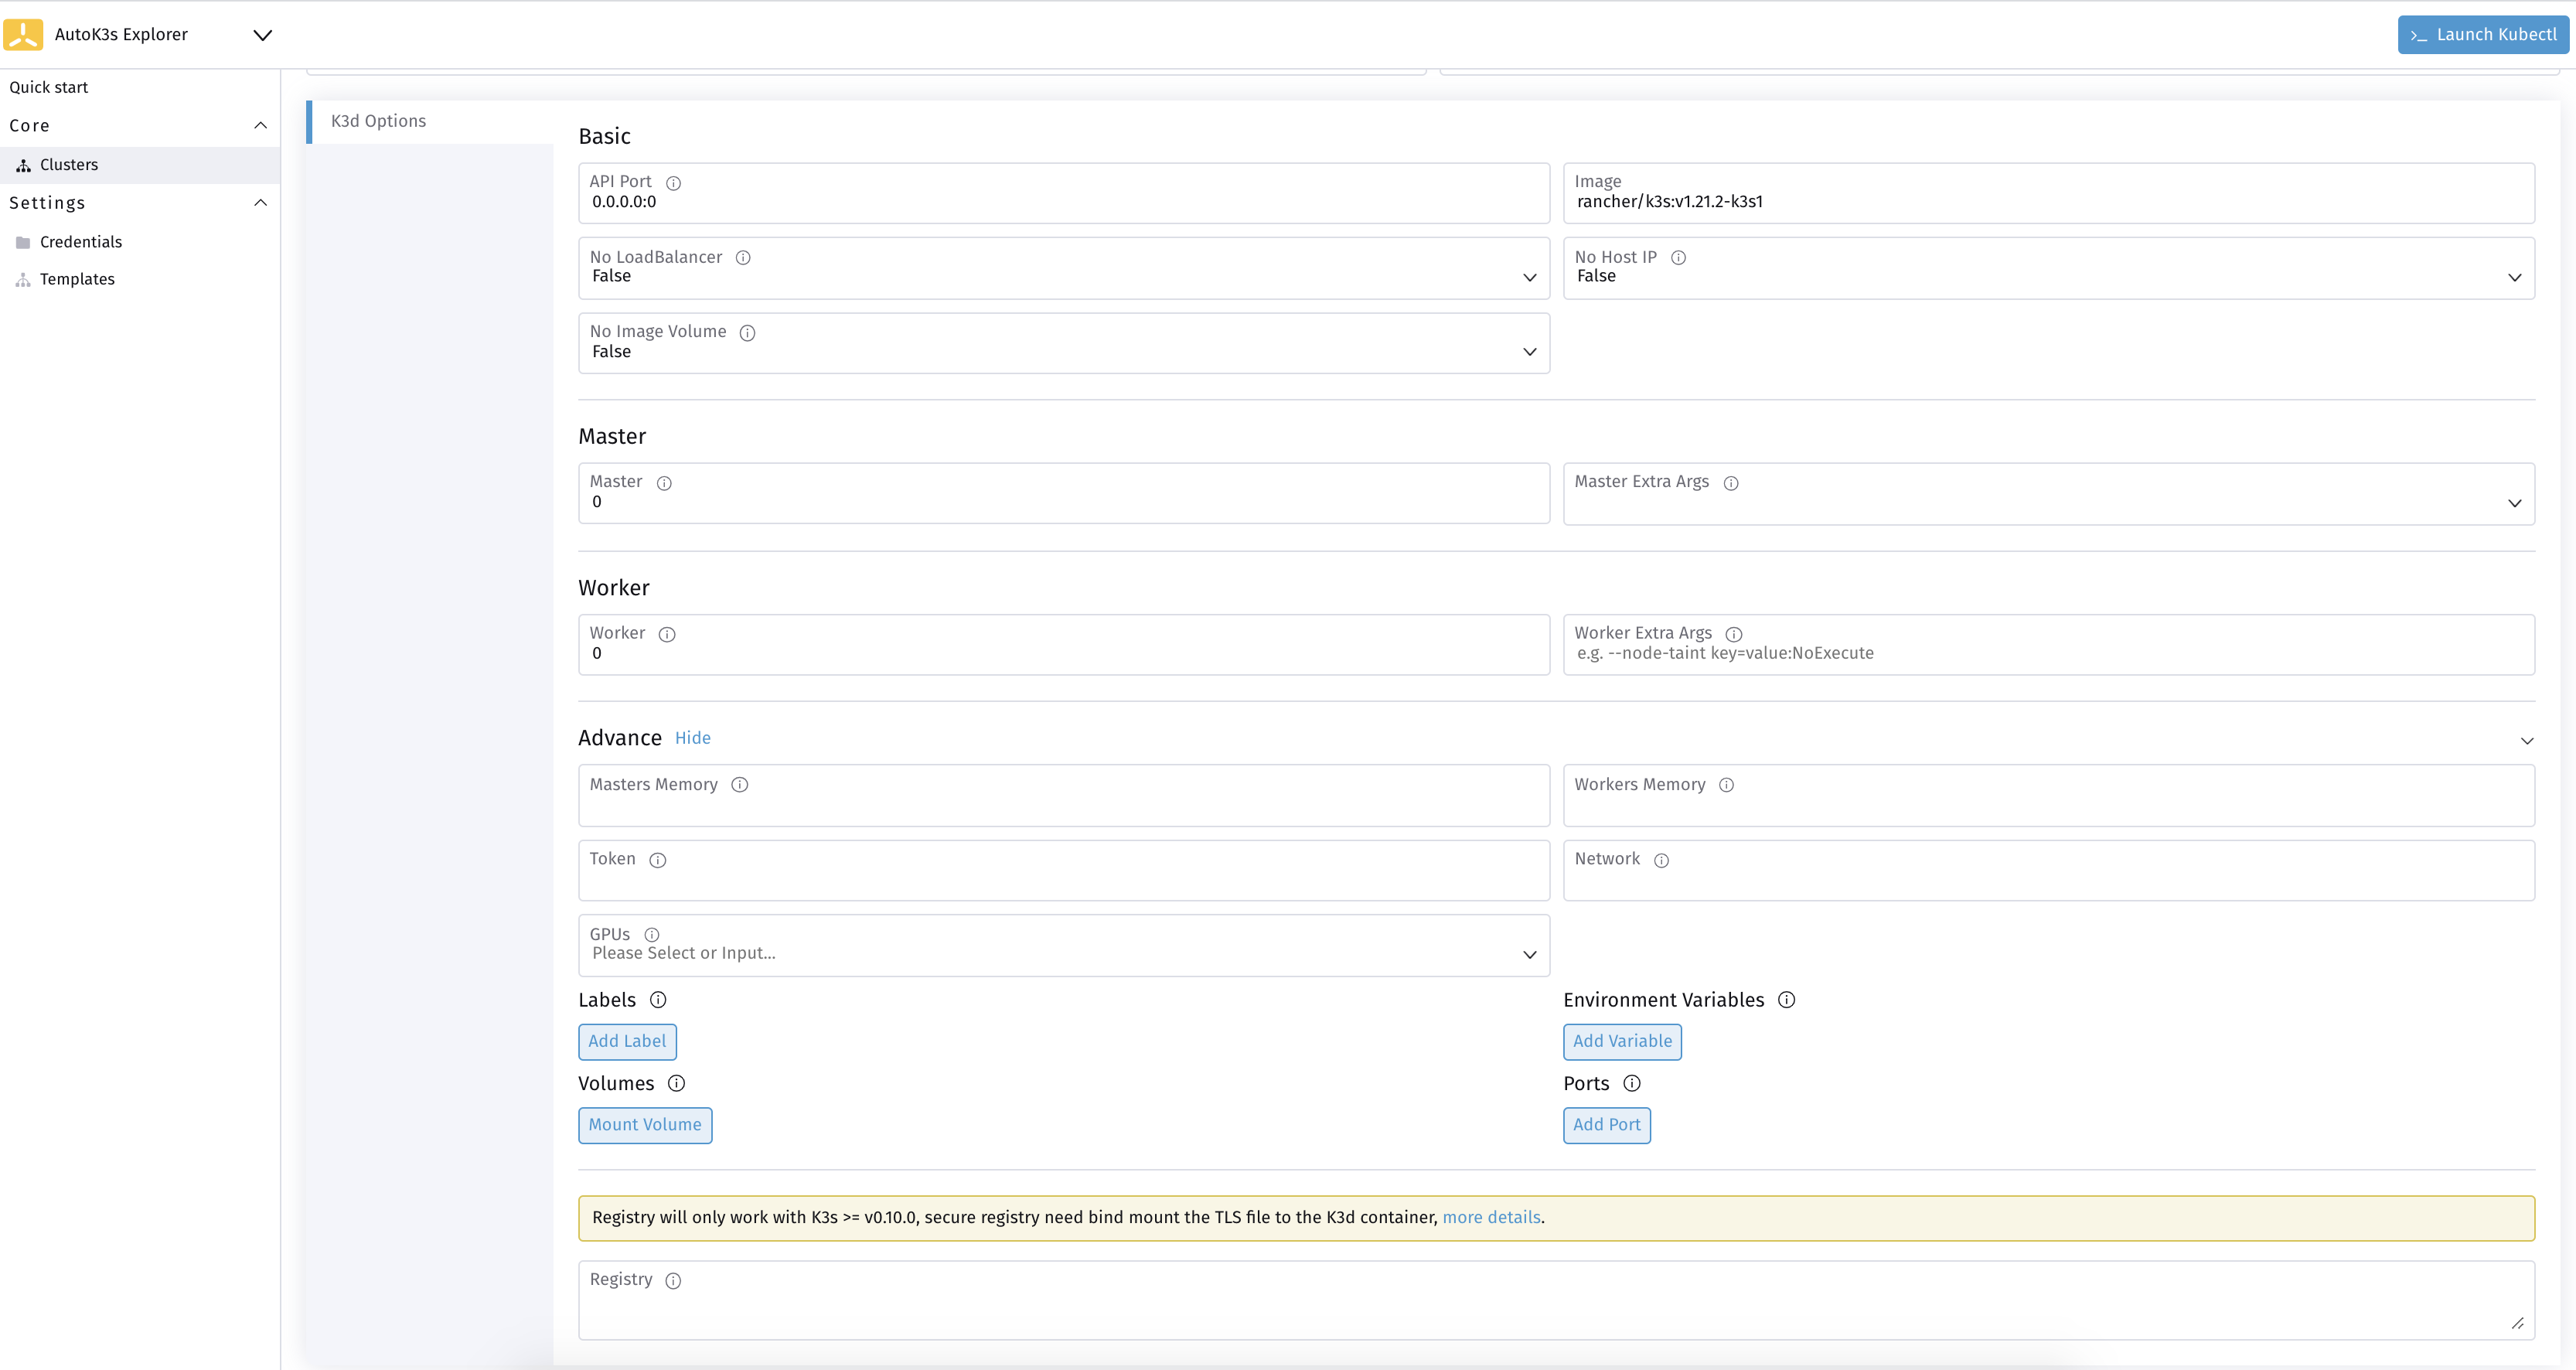 AutoK3s Explorer
Launch Kubectl
Quick start
Core
Clusters
Settings
Credentials
Templates
K3d Options
Basic
API Port
0.0.0.0:0
Image
rancher/k3s:v1.21.2-k3s1
No LoadBalancer
False
No Host IP
False
No Image Volume
False
Master
Master
0
Master Extra Args
Worker
Worker
0
Worker Extra Args
e.g. --node-taint key=value:NoExecute
Advance Hide
Masters Memory
Workers Memory
Token
Network
GPUs
Please Select or Input...
Labels
Add Label
Environment Variables
Add Variable
Volumes
Mount Volume
Ports
Add Port
Registry will only work with K3s >= v0.10.0, secure registry need bind mount the TLS file to the K3d container, more details.
Registry